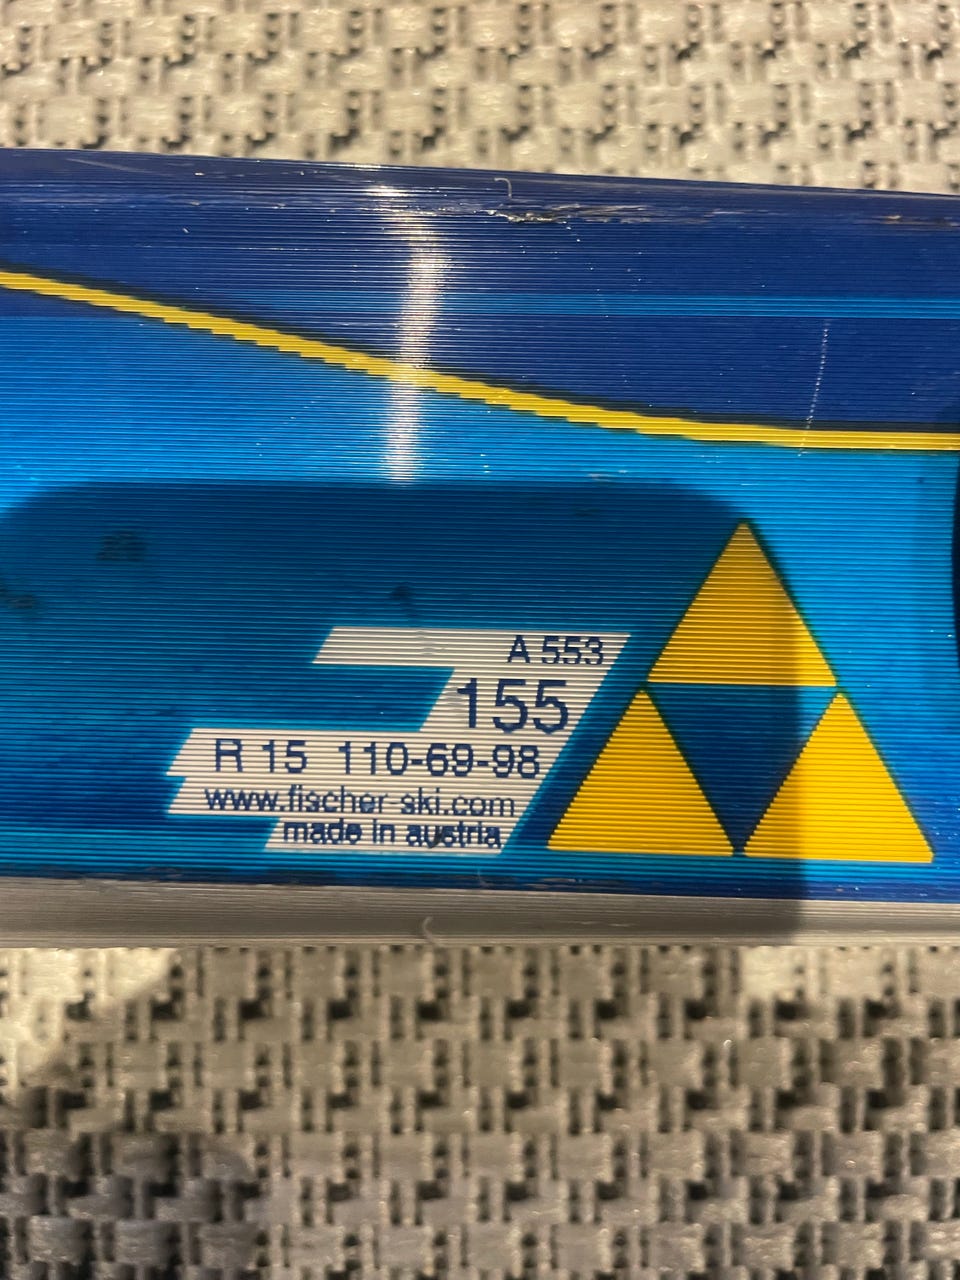 A 553
155
R 15 110-69-98
www.fischer-ski.com
made in austria